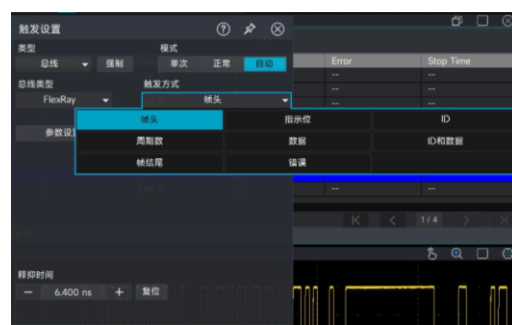 触发设置
类型 模式
总线 强制 单次 正常 自动
Error Stop Time
-- --
总线类型 触发方式
-- --
FlexRay 帧头
-- --
帧头 指示位 ID
参数设
周期数 数据 ID和数据
帧结尾 错误
-- --
1 / 4
释抑时间
− 6.400 ns + 复位